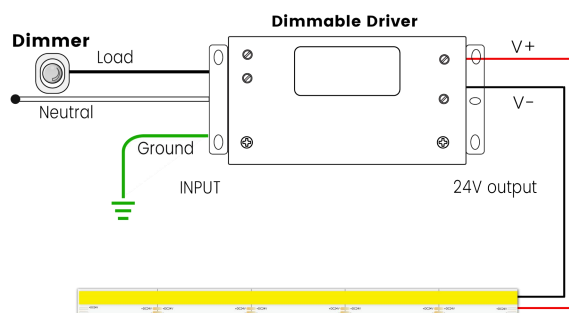 Dimmable Driver
Dimmer
Load
Neutral
Ground
INPUT
V+
V-
24V output